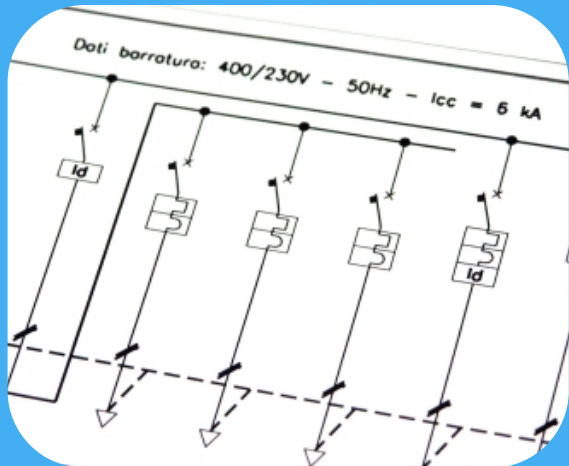 Dati barratura: 400/230V - 50Hz - Icc = 6 kA
Id
Id